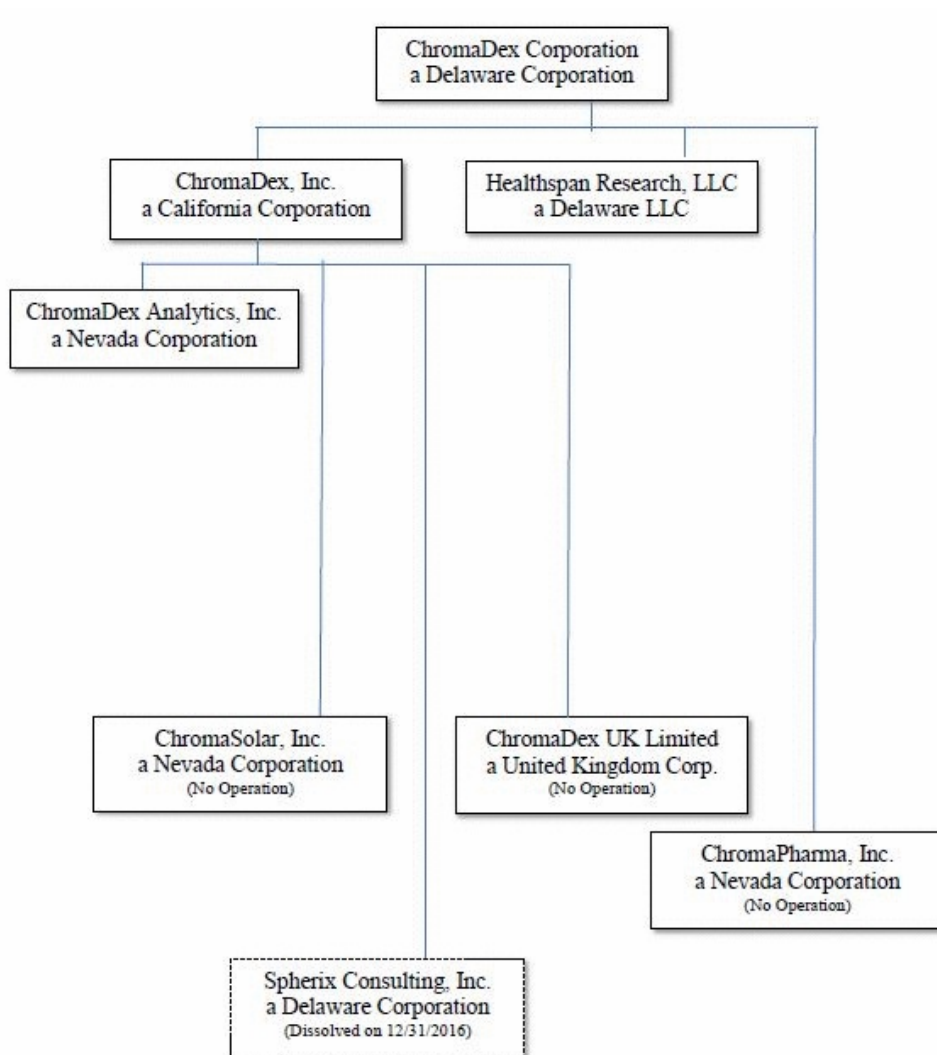 ChromaDex Corporation
a Delaware Corporation
ChromaDex, Inc.
a California Corporation
Healthspan Research, LLC
a Delaware LLC
ChromaDex Analytics, Inc.
a Nevada Corporation
ChromaSolar, Inc.
a Nevada Corporation
(No Operation)
ChromaDex UK Limited
a United Kingdom Corp.
(No Operation)
ChromaPharma, Inc.
a Nevada Corporation
(No Operation)
Spherix Consulting, Inc.
a Delaware Corporation
(Dissolved on 12/31/2016)